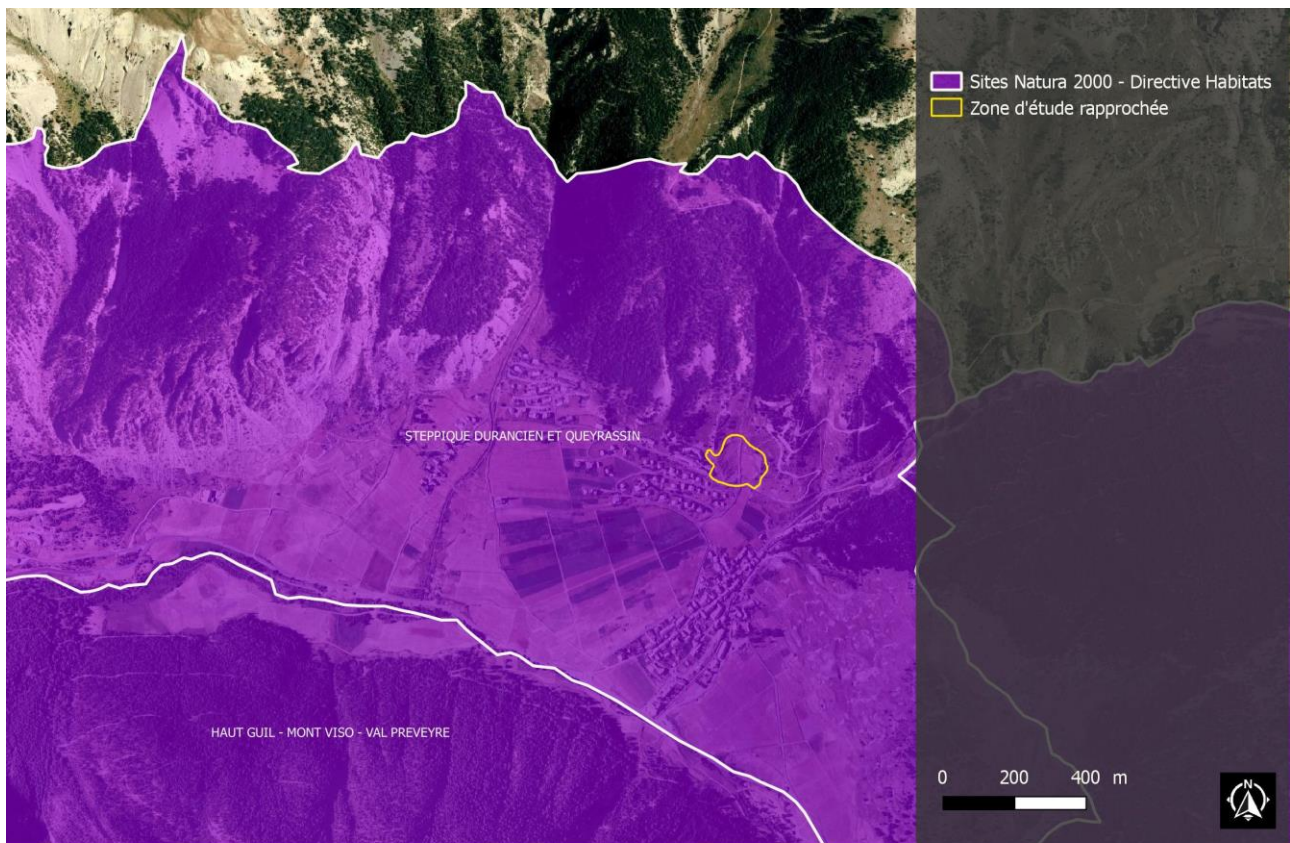 Sites Natura 2000 - Directive Habitats
Zone d'étude rapprochée
STEPPIQUE DURANCIEN ET QUEYRASSIN
HAUT GUIL - MONT VISO - VAL PREVEYRE
0 200 400 m
N